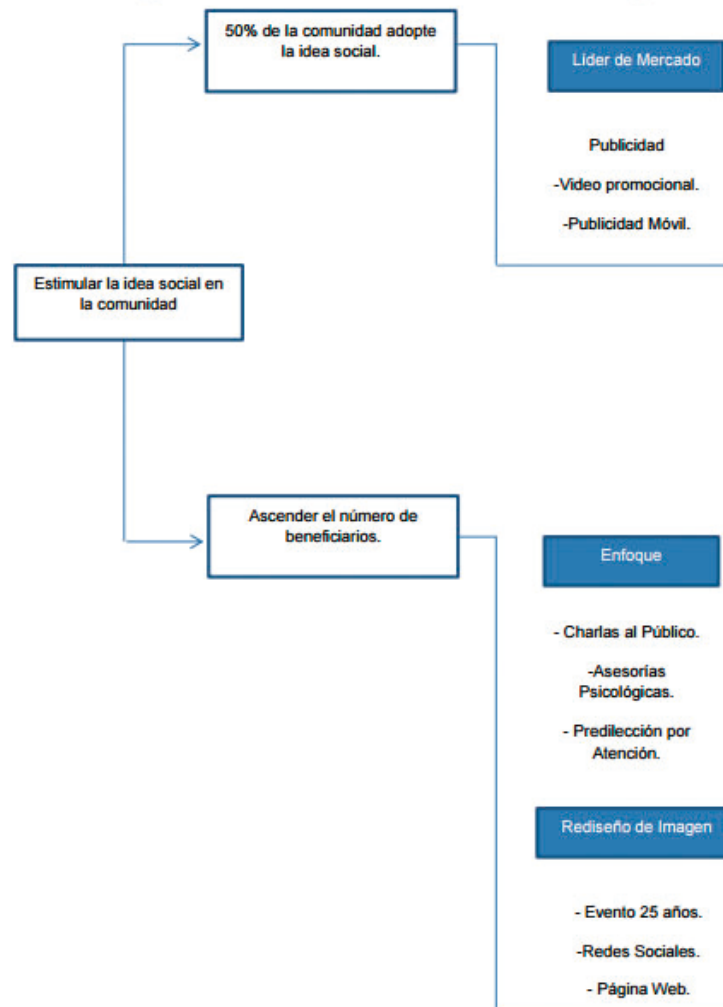 50% de la comunidad adopte
la idea social.
Líder de Mercado
Publicidad
-Video promocional.
-Publicidad Móvil.
Estimular la idea social en
la comunidad
Ascender el número de
beneficiarios.
Enfoque
- Charlas al Público.
-Asesorías
Psicológicas.
- Predilección por
Atención.
Rediseño de Imagen
- Evento 25 años.
-Redes Sociales.
- Página Web.